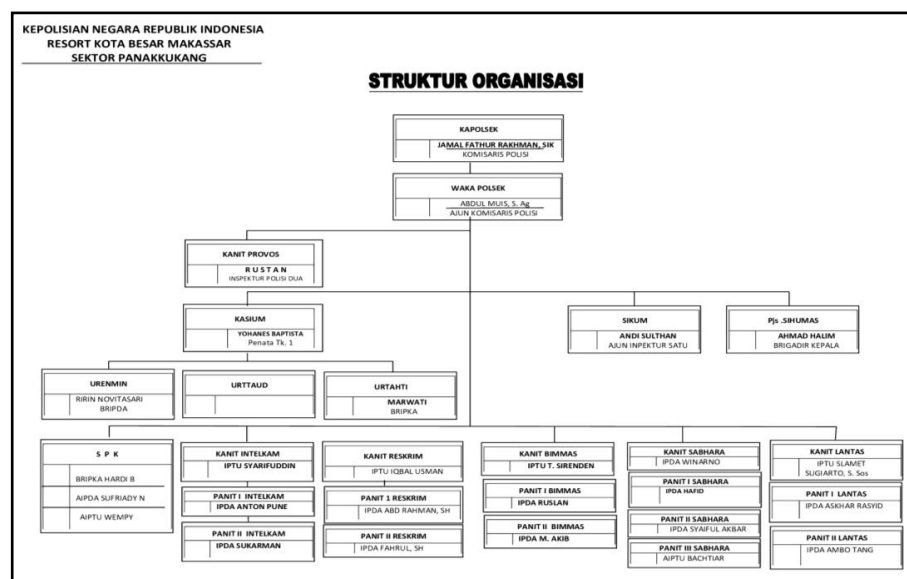 KEPOLISIAN NEGARA REPUBLIK INDONESIA
RESORT KOTA BESAR MAKASSAR
SEKTOR PANAKKUKANG
STRUKTUR ORGANISASI
KAPOLSEK
JAMAL FATHUR RAKHMAN, SIK
KOMISARIS POLISI
WAKA POLSEK
ABDUL MUIS, S. Ag
AJUN KOMISARIS POLISI
KANIT PROVOS
R U S T A N
INSPEKTUR POLISI DUA
KASIUM
YOHANES BAPTISTA
Penata Tk. 1
SIKUM
ANDI SULTHAN
AJUN INPEKTUR SATU
Pjs .SIHUMAS
AHMAD HALIM
BRIGADIR KEPALA
URENMIN
RIRIN NOVITASARI
BRIPDA
URTTAUD
URTAHTI
MARWATI
BRIPKA
S P K
BRIPKA HARDI B
AIPDA SUFRIADY N
AIPTU WEMPY
KANIT INTELKAM
IPTU SYARIFUDDIN
PANIT I INTELKAM
IPDA ANTON PUNE
PANIT II INTELKAM
IPDA SUKARMAN
KANIT RESKRIM
IPTU IQBAL USMAN
PANIT 1 RESKRIM
IPDA ABD RAHMAN, SH
PANIT II RESKRIM
IPDA FAHRUL, SH
KANIT BIMMAS
IPTU T. SIRENDEN
PANIT I BIMMAS
IPDA RUSLAN
PANIT II BIMMAS
IPDA M. AKIB
KANIT SABHARA
IPDA WINARNO
PANIT I SABHARA
IPDA HAFID
PANIT II SABHARA
IPDA SYAIFUL AKBAR
PANIT III SABHARA
AIPTU BACHTIAR
KANIT LANTAS
IPTU SLAMET
SUGIARTO, S. Sos
PANIT I LANTAS
IPDA ASKHAR RASYID
PANIT II LANTAS
IPDA AMBO TANG